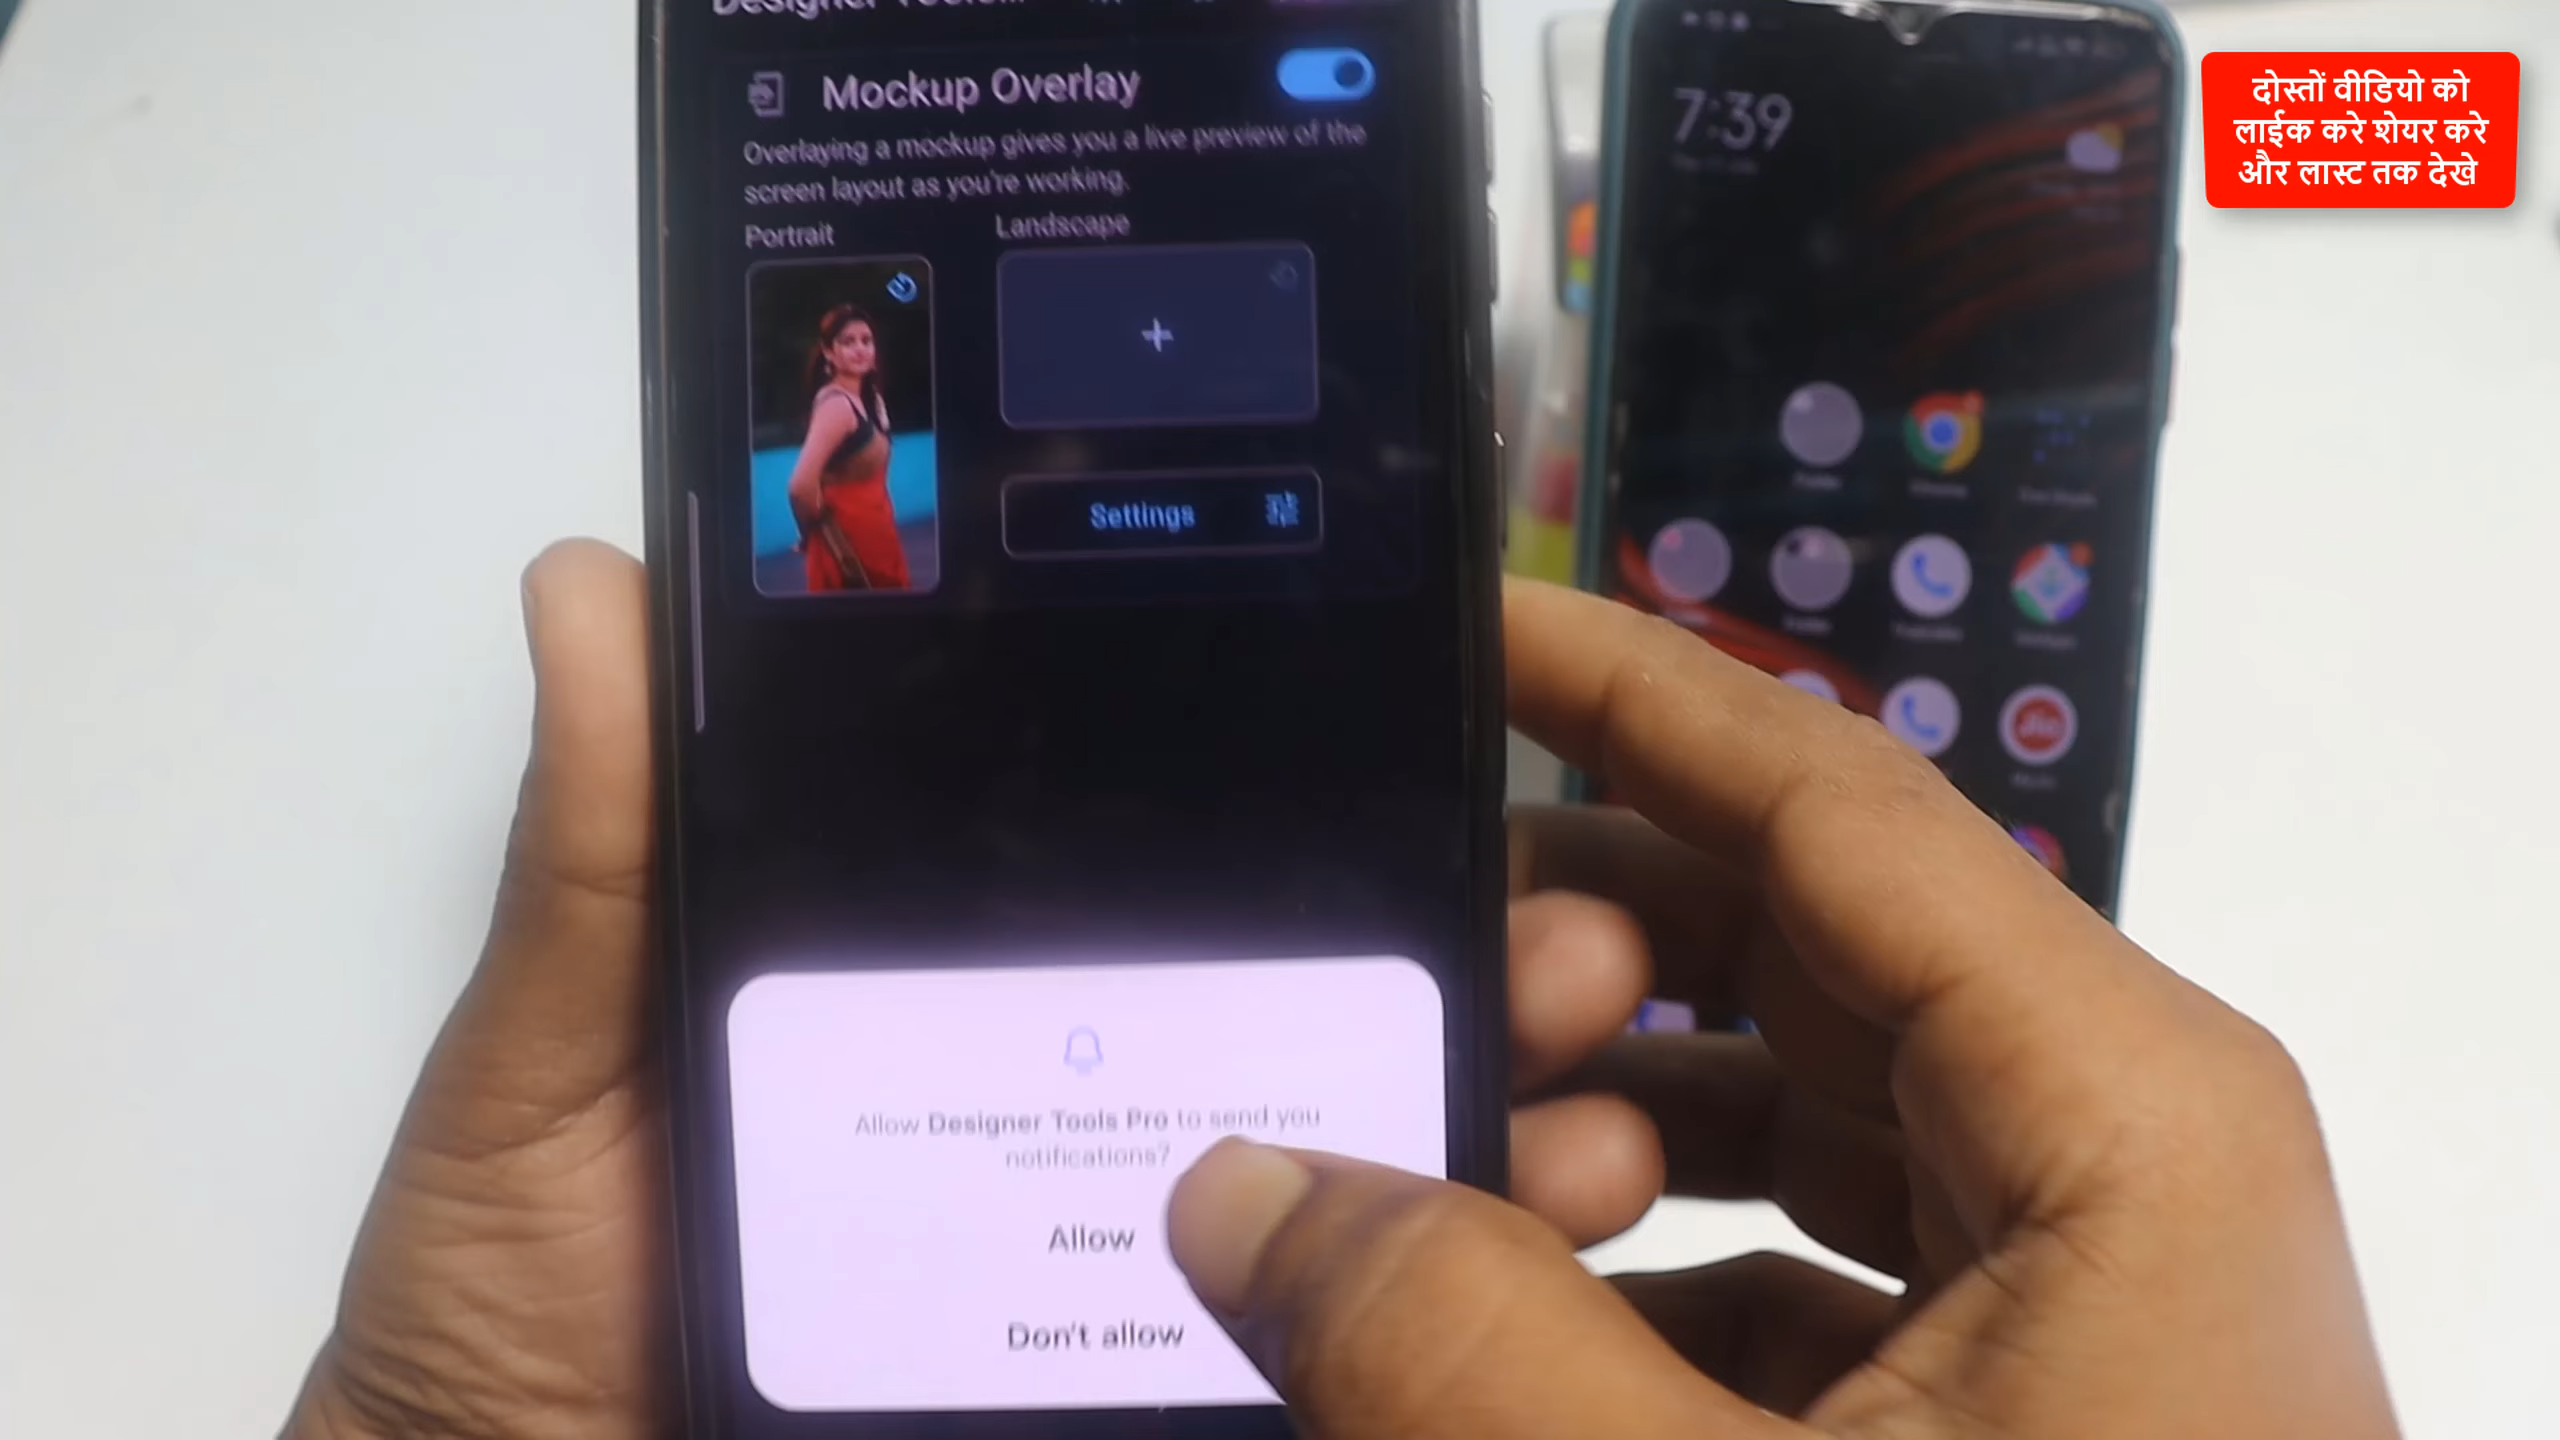 Designer Tools...
Mockup Overlay
Overlaying a mockup gives you a live preview of the
screen layout as you're working.
Portrait
Landscape
Settings
Allow Designer Tools Pro to send you
notifications?
Allow
Don't allow
7:39
दोस्तों वीडियो को
लाईक करे शेयर करे
और लास्ट तक देखे